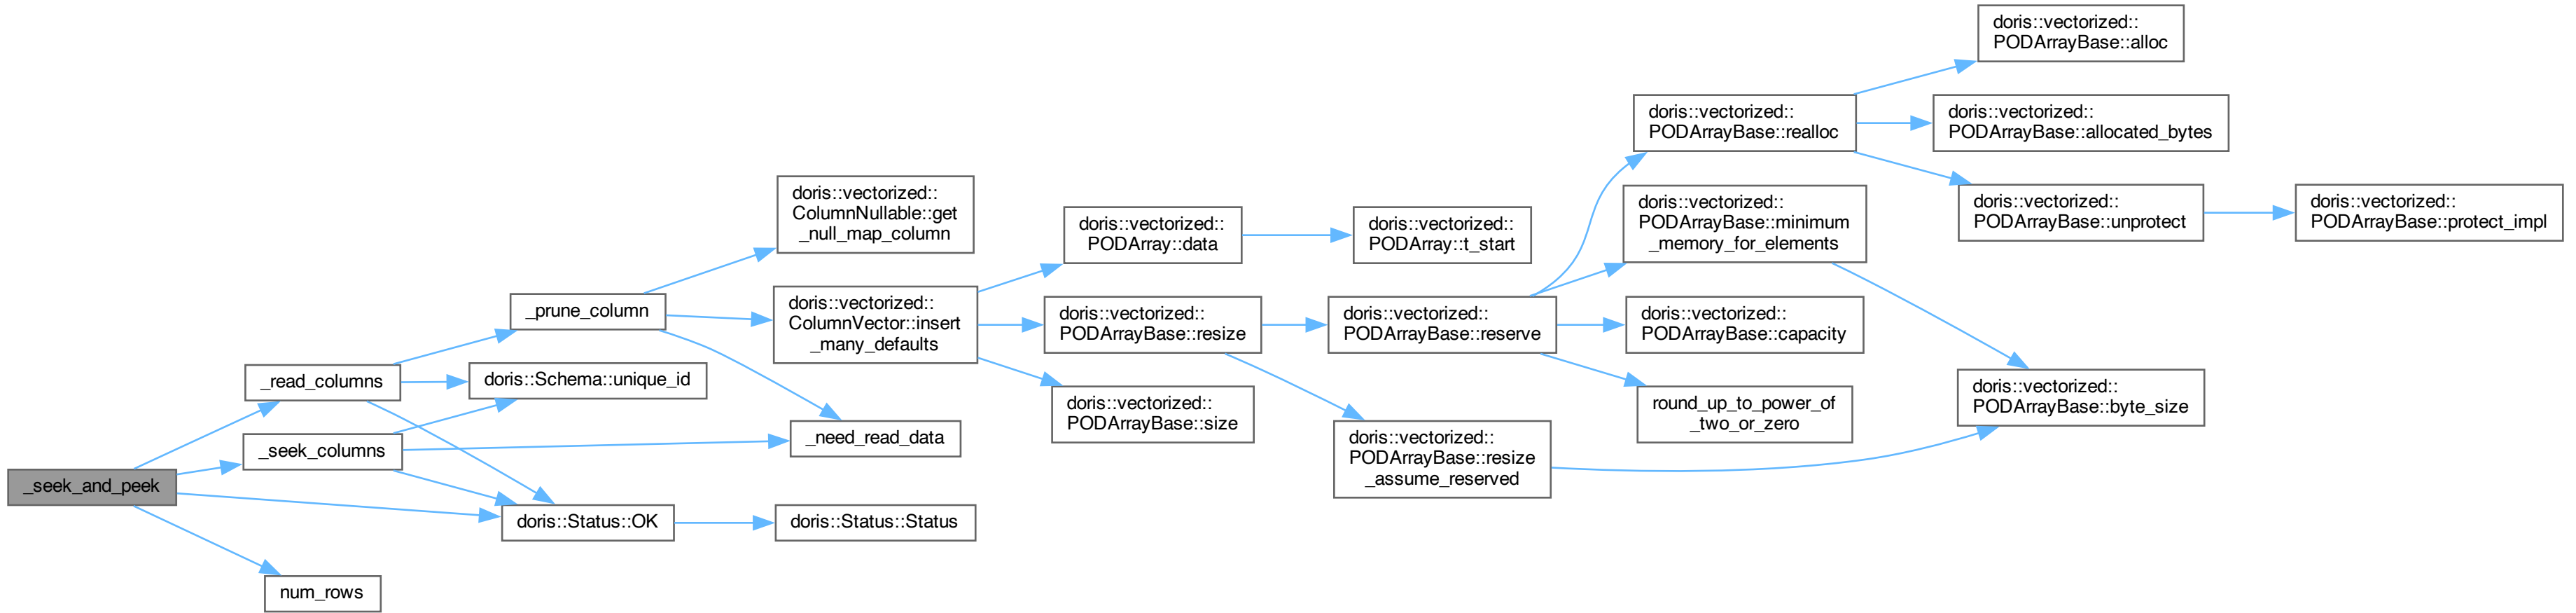 _seek_and_peek
_read_columns
_seek_columns
num_rows
_prune_column
doris::Schema::unique_id
doris::Status::OK
doris::vectorized::
ColumnNullable::get
_null_map_column
doris::vectorized::
ColumnVector::insert
_many_defaults
_need_read_data
doris::Status::Status
doris::vectorized::
PODArray::data
doris::vectorized::
PODArrayBase::resize
doris::vectorized::
PODArrayBase::size
doris::vectorized::
PODArray::t_start
doris::vectorized::
PODArrayBase::reserve
doris::vectorized::
PODArrayBase::resize
_assume_reserved
doris::vectorized::
PODArrayBase::realloc
doris::vectorized::
PODArrayBase::minimum
_memory_for_elements
doris::vectorized::
PODArrayBase::capacity
round_up_to_power_of
_two_or_zero
doris::vectorized::
PODArrayBase::alloc
doris::vectorized::
PODArrayBase::allocated_bytes
doris::vectorized::
PODArrayBase::unprotect
doris::vectorized::
PODArrayBase::byte_size
doris::vectorized::
PODArrayBase::protect_impl